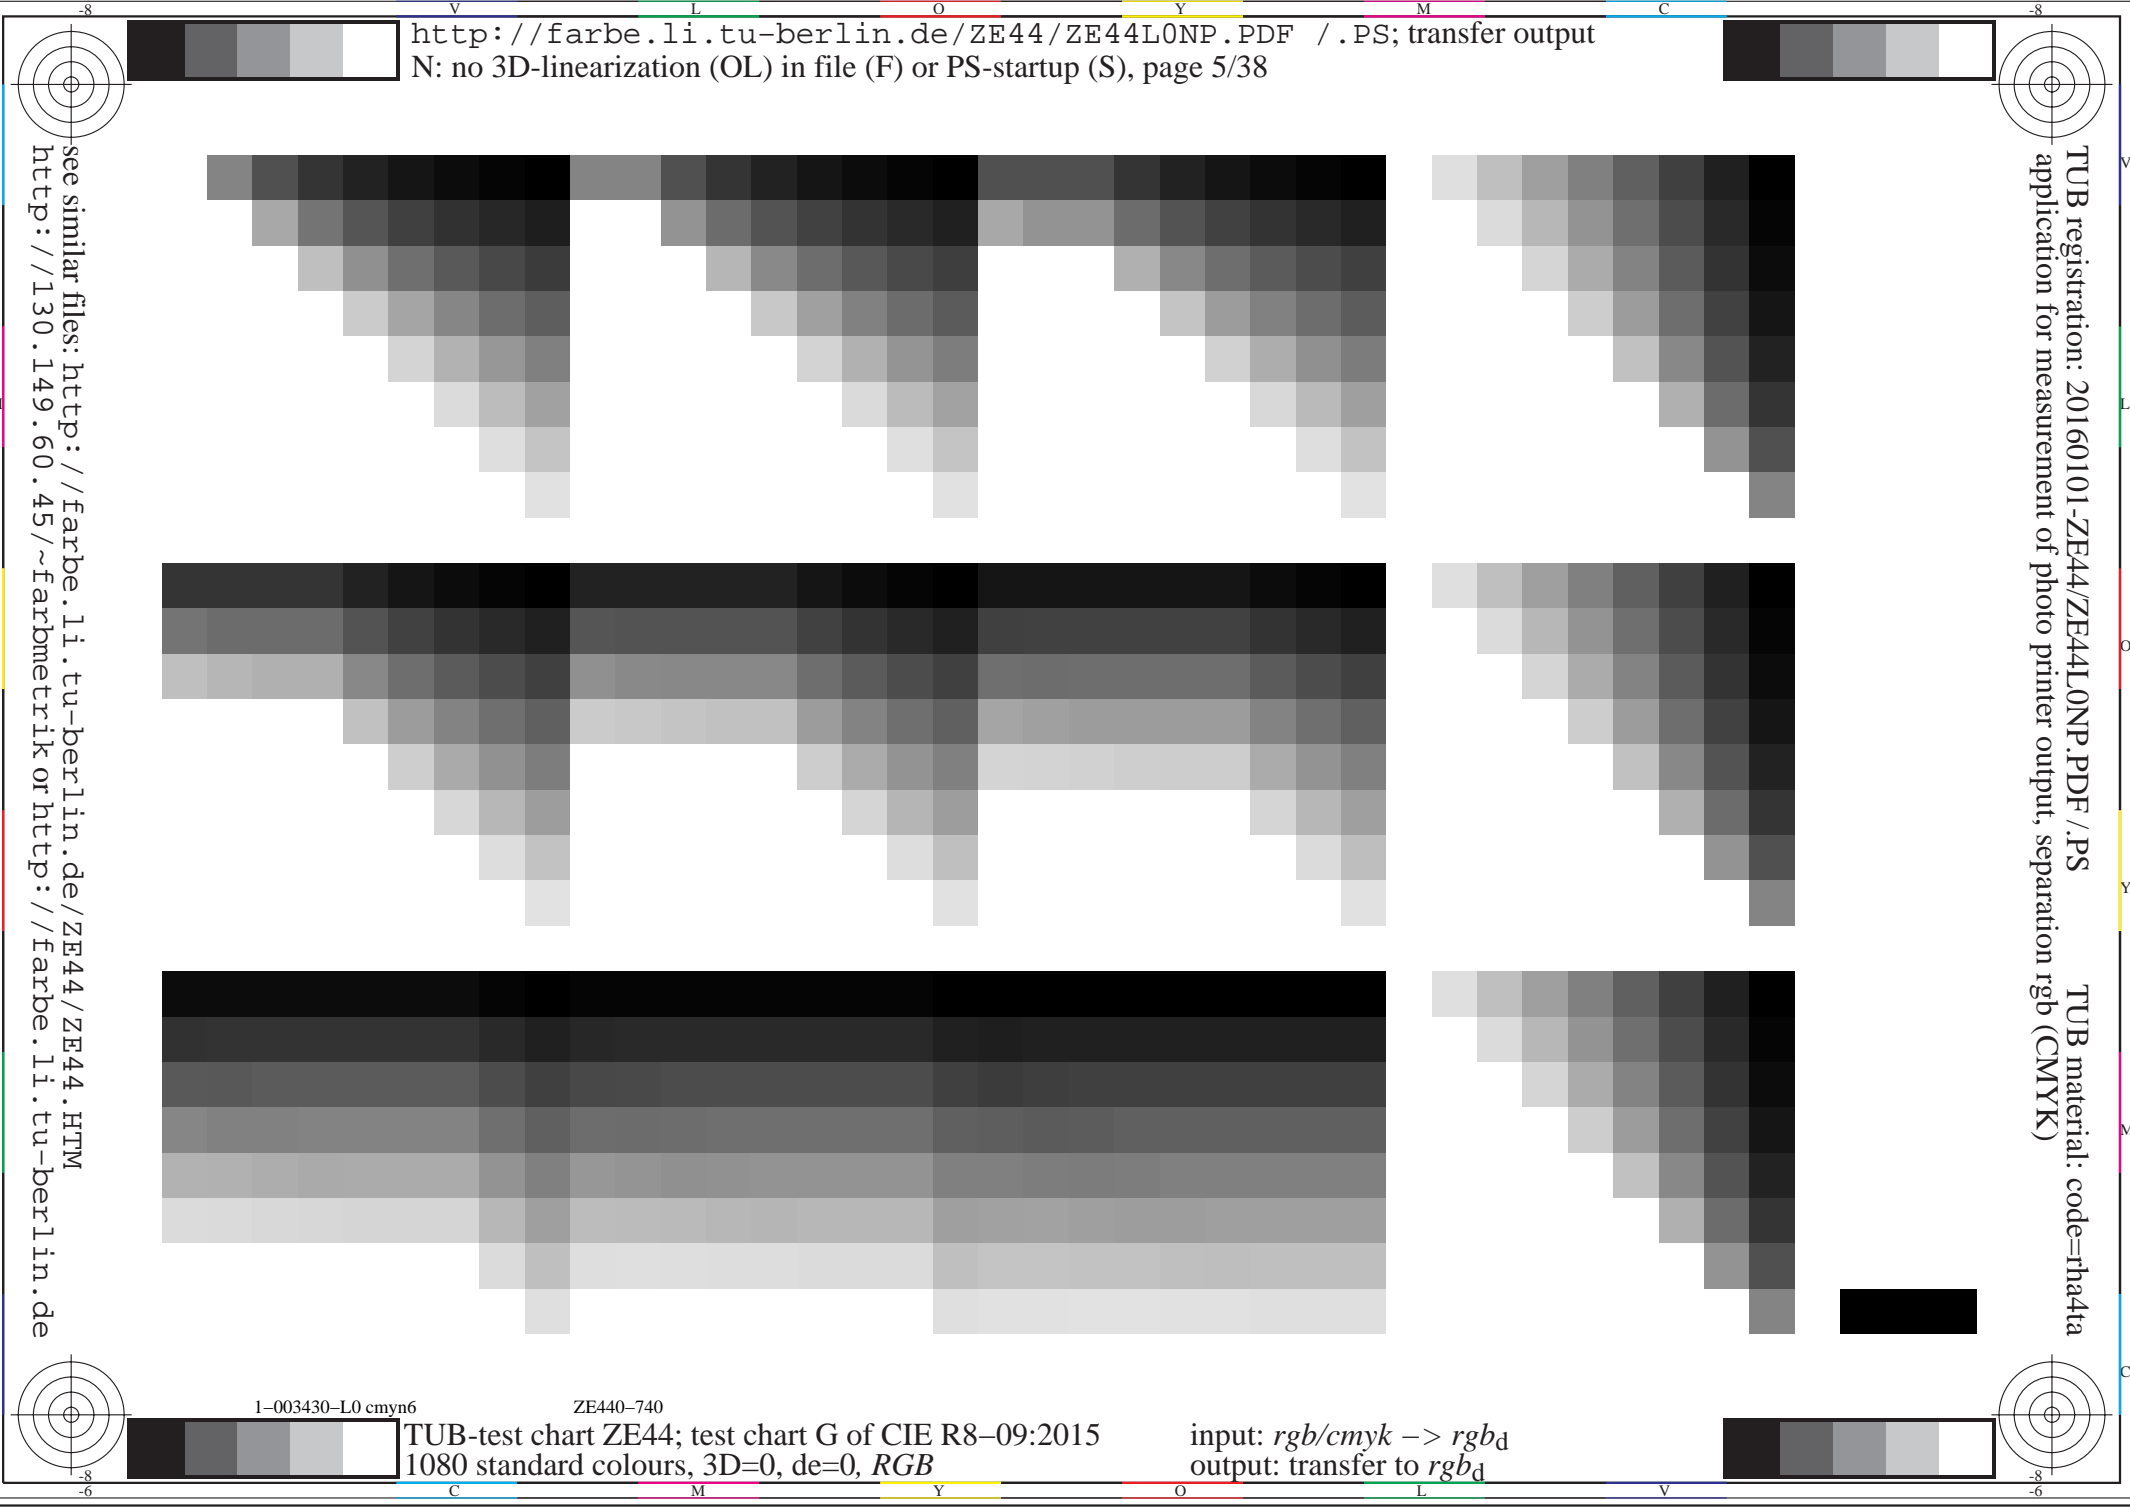 -8 V L O Y M C -8
http://farbe.li.tu-berlin.de/ZE44/ZE44L0NP.PDF /.PS; transfer output
N: no 3D-linearization (OL) in file (F) or PS-startup (S), page 5/38
see similar files: http://farbe.li.tu-berlin.de/ZE44/ZE44.HTM
http://130.149.60.45/~farbmetrik or http://farbe.li.tu-berlin.de
TUB registration: 20160101-ZE44/ZE44L0NP.PDF /.PS TUB material: code=rha4ta
application for measurement of photo printer output, separation rgb (CMYK)
V
L
O
Y
M
C
1-003430-L0 cmyn6 ZE440-740
TUB-test chart ZE44; test chart G of CIE R8-09:2015 input: rgb/cmyk -> rgbd
1080 standard colours, 3D=0, de=0, RGB output: transfer to rgbd
-8 -8
-6 C M Y O L V -6